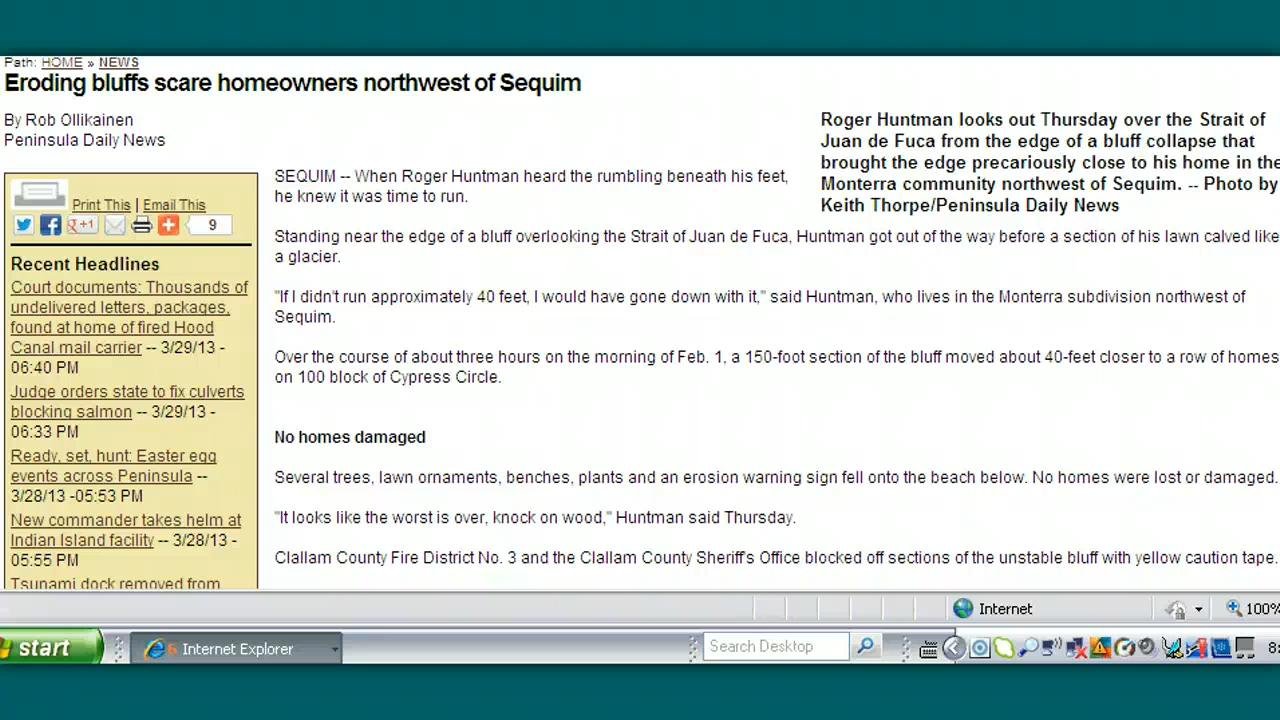 Path: HOME » NEWS
Eroding bluffs scare homeowners northwest of Sequim
By Rob Ollikainen
Peninsula Daily News
Roger Huntman looks out Thursday over the Strait of
Juan de Fuca from the edge of a bluff collapse that
brought the edge precariously close to his home in the
Monterra community northwest of Sequim. -- Photo by
Keith Thorpe/Peninsula Daily News
Print This | Email This
+1
9
Recent Headlines
Court documents: Thousands of
undelivered letters, packages,
found at home of fired Hood
Canal mail carrier -- 3/29/13 -
06:40 PM
Judge orders state to fix culverts
blocking salmon -- 3/29/13 -
06:33 PM
Ready, set, hunt: Easter egg
events across Peninsula --
3/28/13 -05:53 PM
New commander takes helm at
Indian Island facility -- 3/28/13 -
05:55 PM
Tsunami dock removed from
SEQUIM -- When Roger Huntman heard the rumbling beneath his feet,
he knew it was time to run.
Standing near the edge of a bluff overlooking the Strait of Juan de Fuca, Huntman got out of the way before a section of his lawn calved like
a glacier.
"If I didn't run approximately 40 feet, I would have gone down with it," said Huntman, who lives in the Monterra subdivision northwest of
Sequim.
Over the course of about three hours on the morning of Feb. 1, a 150-foot section of the bluff moved about 40-feet closer to a row of homes
on 100 block of Cypress Circle.
No homes damaged
Several trees, lawn ornaments, benches, plants and an erosion warning sign fell onto the beach below. No homes were lost or damaged.
"It looks like the worst is over, knock on wood," Huntman said Thursday.
Clallam County Fire District No. 3 and the Clallam County Sheriff's Office blocked off sections of the unstable bluff with yellow caution tape.
Internet
100%
start
6 Internet Explorer
Search Desktop
8: